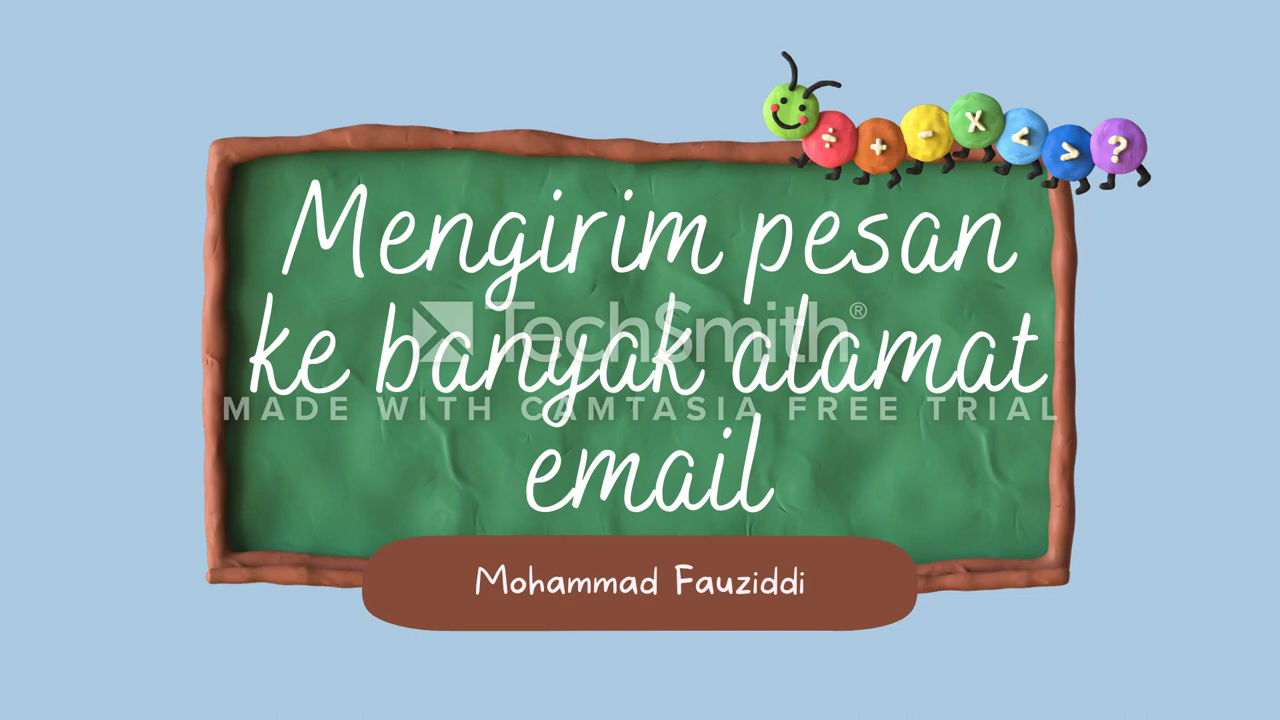 ÷ + - × < > ?
Mengirim pesan
ke banyak alamat
TechSmith®
MADE WITH CAMTASIA FREE TRIAL
email
Mohammad Fauziddi